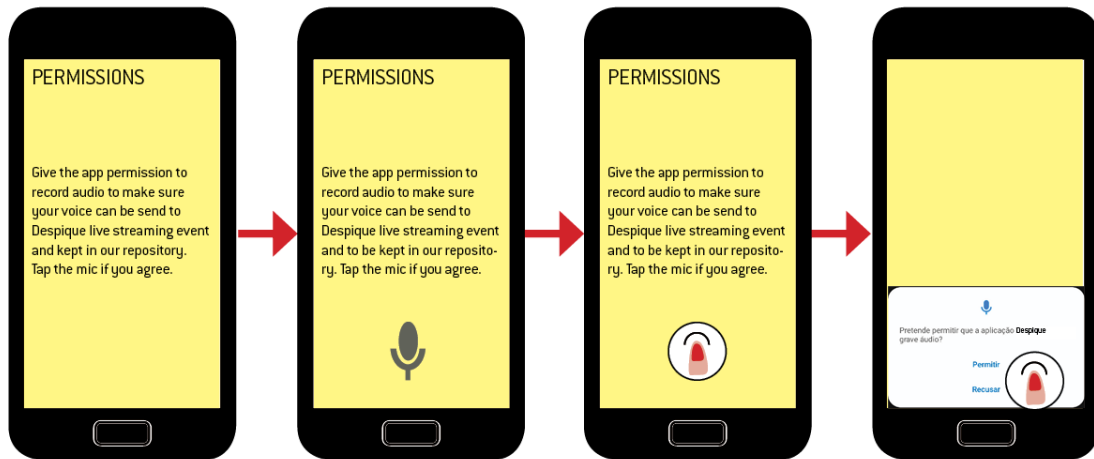 PERMISSIONS
Give the app permission to
record audio to make sure
your voice can be send to
Despique live streaming event
and kept in our repository.
Tap the mic if you agree.
PERMISSIONS
Give the app permission to
record audio to make sure
your voice can be send to
Despique live streaming event
and to be kept in our reposito-
ry. Tap the mic if you agree.
PERMISSIONS
Give the app permission to
record audio to make sure
your voice can be send to
Despique live streaming event
and to be kept in our reposito-
ry. Tap the mic if you agree.
Pretende permitir que a aplicação Despique
grave áudio?
Permitir
Recusar